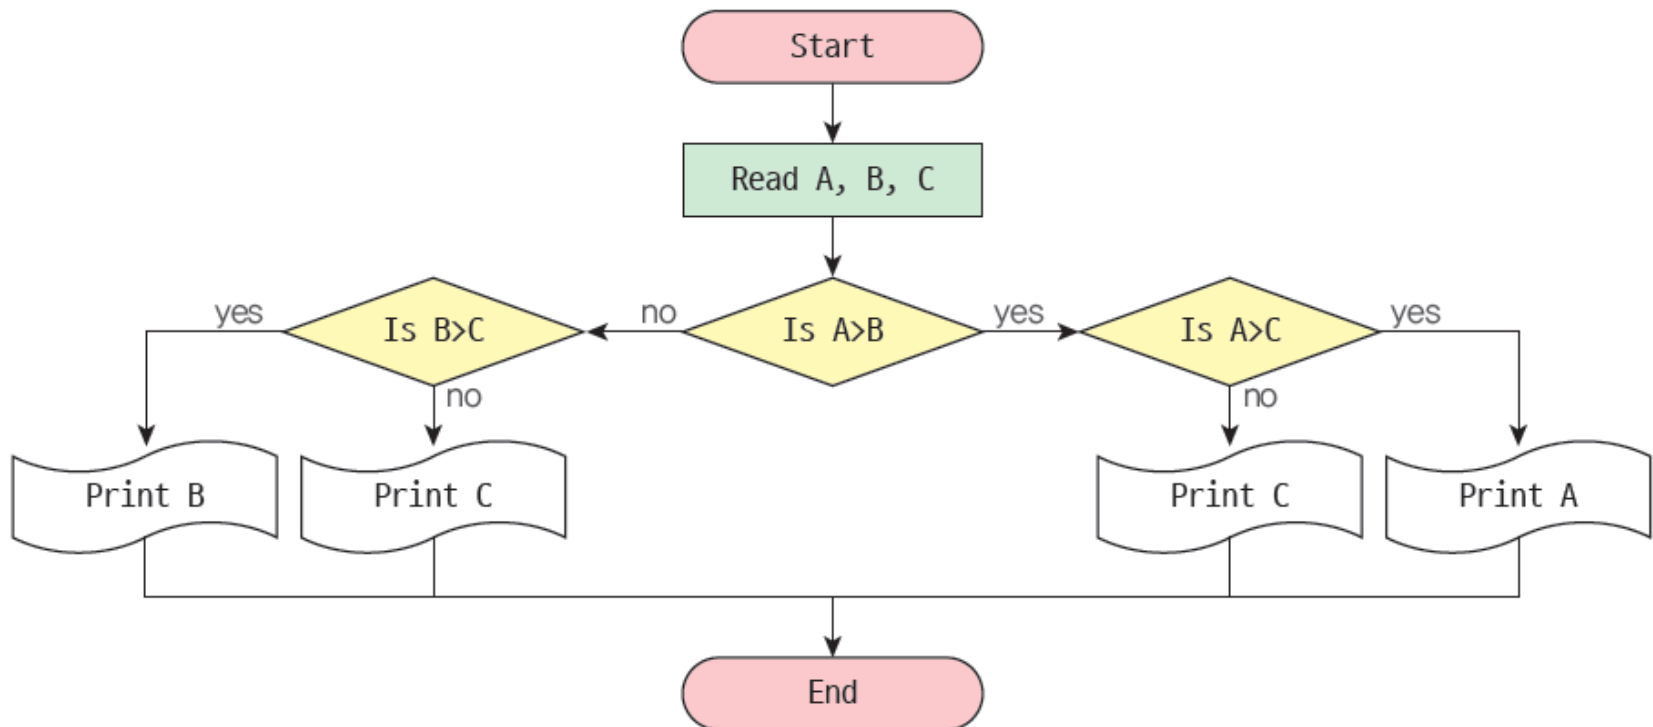 Start
Read A, B, C
yes
Is B>C
no
Is A>B
yes
Is A>C
yes
no
no
Print B
Print C
Print C
Print A
End